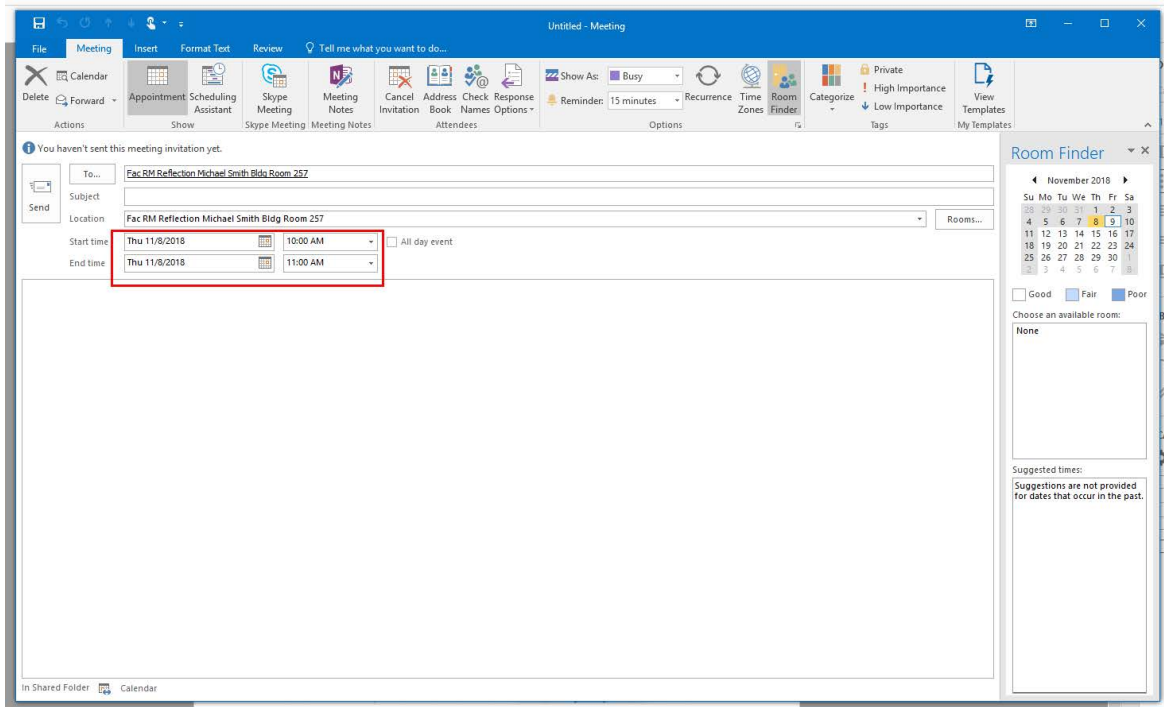 Untitled - Meeting
File Meeting Insert Format Text Review Tell me what you want to do...
Delete
Calendar
Forward
Actions
Appointment
Scheduling Assistant
Show
Skype Meeting
Skype Meeting
Meeting Notes
Meeting Notes
Cancel Invitation
Address Book
Check Names
Response Options
Attendees
Show As: Busy
Reminder: 15 minutes
Recurrence
Time Zones
Room Finder
Options
Categorize
Private
High Importance
Low Importance
Tags
View Templates
My Templates
You haven't sent this meeting invitation yet.
Send
To... Fac RM Reflection Michael Smith Bldg Room 257
Subject
Location Fac RM Reflection Michael Smith Bldg Room 257 Rooms...
Start time Thu 11/8/2018 10:00 AM All day event
End time Thu 11/8/2018 11:00 AM
Room Finder
November 2018
Su Mo Tu We Th Fr Sa
28 29 30 31 1 2 3
4 5 6 7 8 9 10
11 12 13 14 15 16 17
18 19 20 21 22 23 24
25 26 27 28 29 30 1
2 3 4 5 6 7 8
Good Fair Poor
Choose an available room:
None
Suggested times:
Suggestions are not provided
for dates that occur in the past.
In Shared Folder Calendar